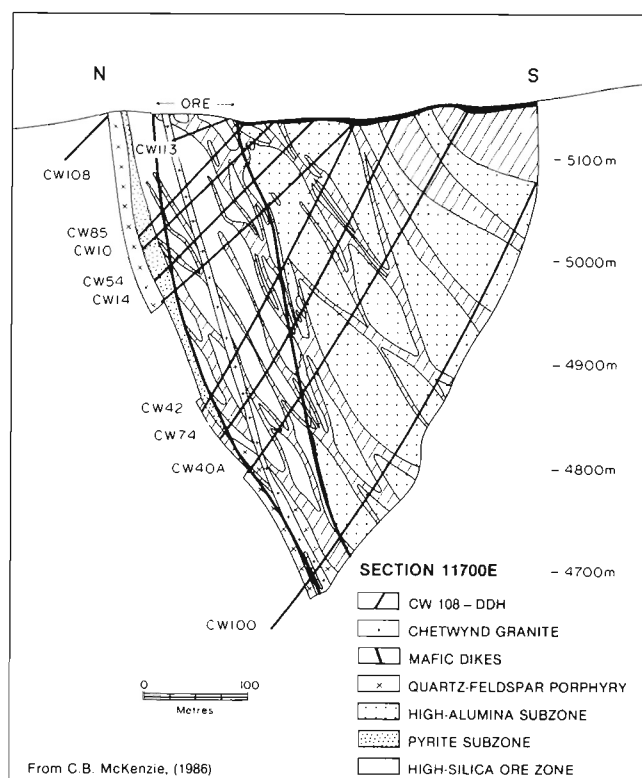 N
S
ORE
CW113
CW108
CW85
CW10
CW54
CW14
CW42
CW74
CW40A
CW100
- 5100m
- 5000m
- 4900m
- 4800m
- 4700m
SECTION 11700E
CW 108 – DDH
CHETWYND GRANITE
MAFIC DIKES
QUARTZ-FELDSPAR PORPHYRY
HIGH-ALUMINA SUBZONE
PYRITE SUBZONE
HIGH-SILICA ORE ZONE
0 100
Metres
From C.B. McKenzie, (1986)